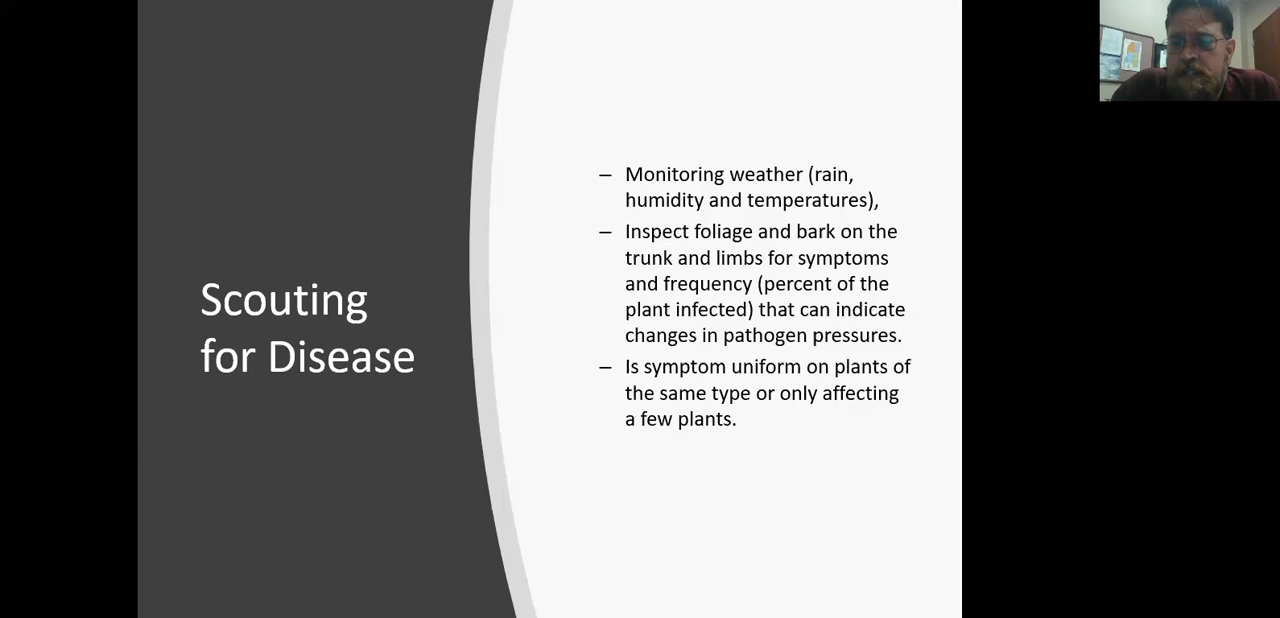 Scouting
for Disease
– Monitoring weather (rain,
humidity and temperatures),
– Inspect foliage and bark on the
trunk and limbs for symptoms
and frequency (percent of the
plant infected) that can indicate
changes in pathogen pressures.
– Is symptom uniform on plants of
the same type or only affecting
a few plants.